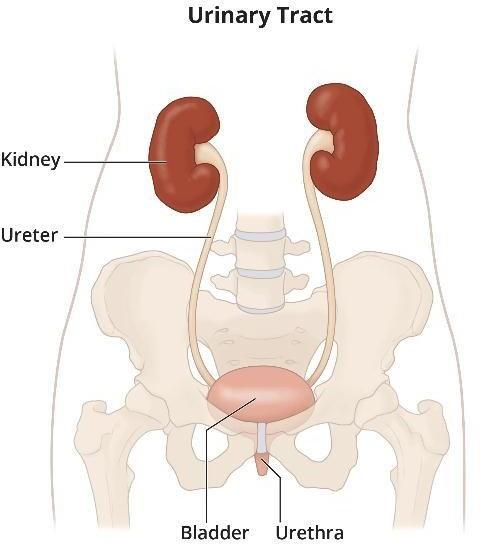 Urinary Tract
Kidney
Ureter
Bladder
Urethra